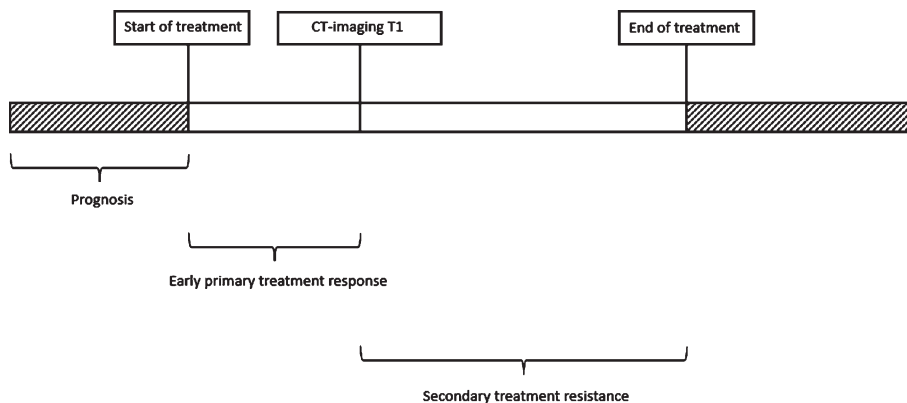 Start of treatment
CT-imaging T1
End of treatment
Prognosis
Early primary treatment response
Secondary treatment resistance